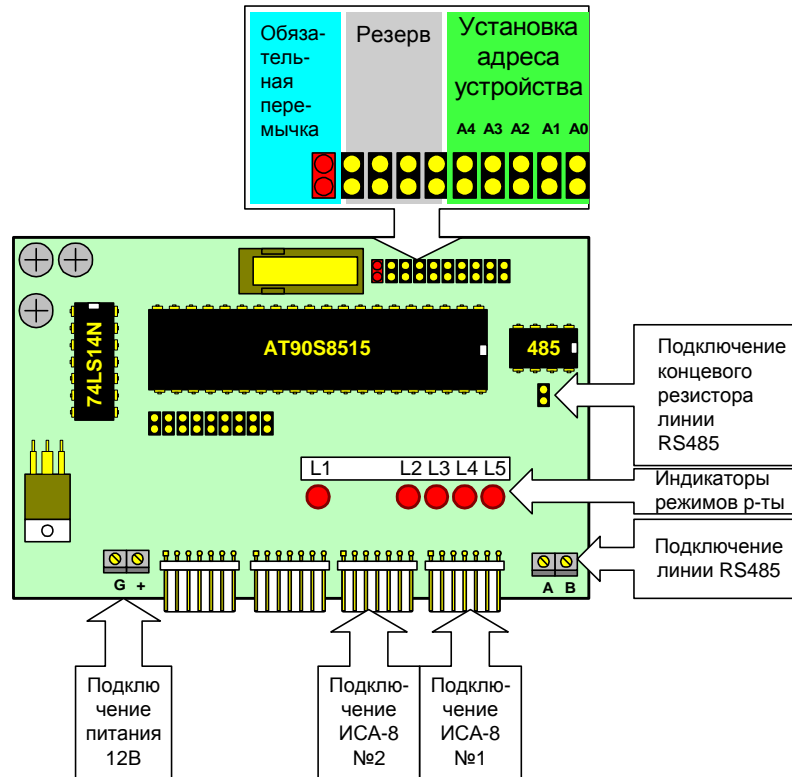 Обяза-
тель-
ная
пере-
мычка
Резерв
Установка
адреса
устройства
A4 A3 A2 A1 A0
74LS14N
AT90S8515
485
Подключение
концевого
резистора
линии
RS485
L1 L2 L3 L4 L5
Индикаторы
режимов р-ты
Подключение
линии RS485
G +
A B
Подклю
чение
питания
12В
Подклю-
чение
ИСА-8
№2
Подклю-
чение
ИСА-8
№1